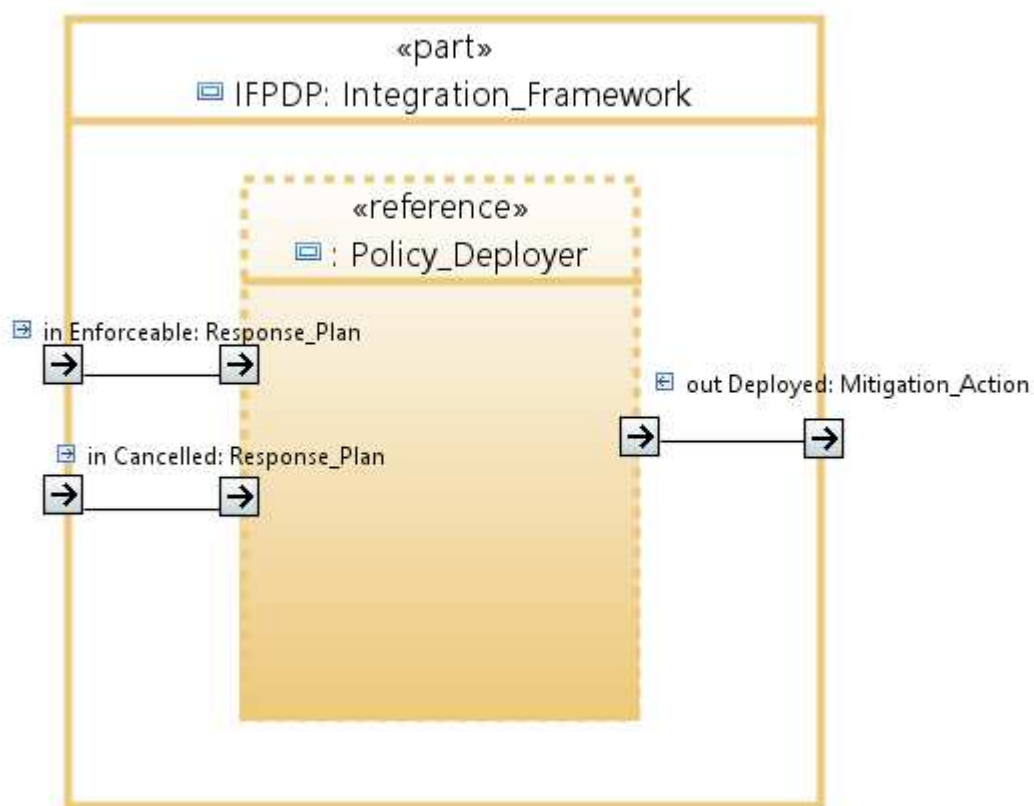 «part»
IFPDP: Integration_Framework
«reference»
: Policy_Deployer
in Enforceable: Response_Plan
out Deployed: Mitigation_Action
in Cancelled: Response_Plan